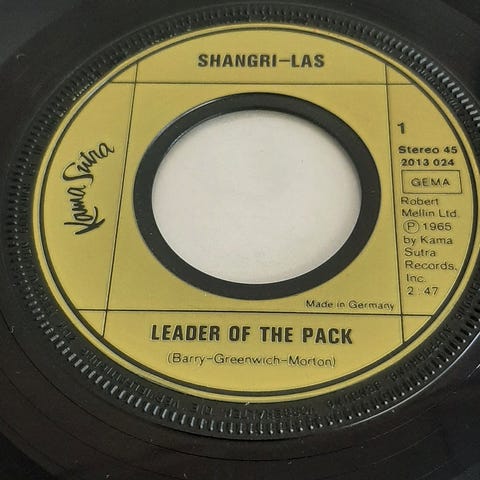 SHANGRI-LAS
Kama Sutra
1
Stereo 45
2013 024
GEMA
Robert
Mellin Ltd.
Ⓟ 1965
by Kama
Sutra
Records,
Inc.
2:47
Made in Germany
LEADER OF THE PACK
(Barry-Greenwich-Morton)